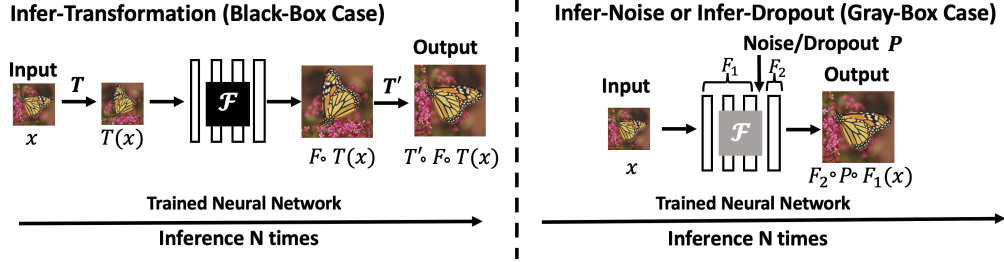 Infer-Transformation (Black-Box Case)
Input
T
T′
Output
ℱ
x
T(x)
F∘ T(x)
T′∘ F∘ T(x)
Trained Neural Network
Inference N times
Infer-Noise or Infer-Dropout (Gray-Box Case)
Noise/Dropout P
Input
F₁
F₂
Output
ℱ
x
F₂∘P∘ F₁(x)
Trained Neural Network
Inference N times